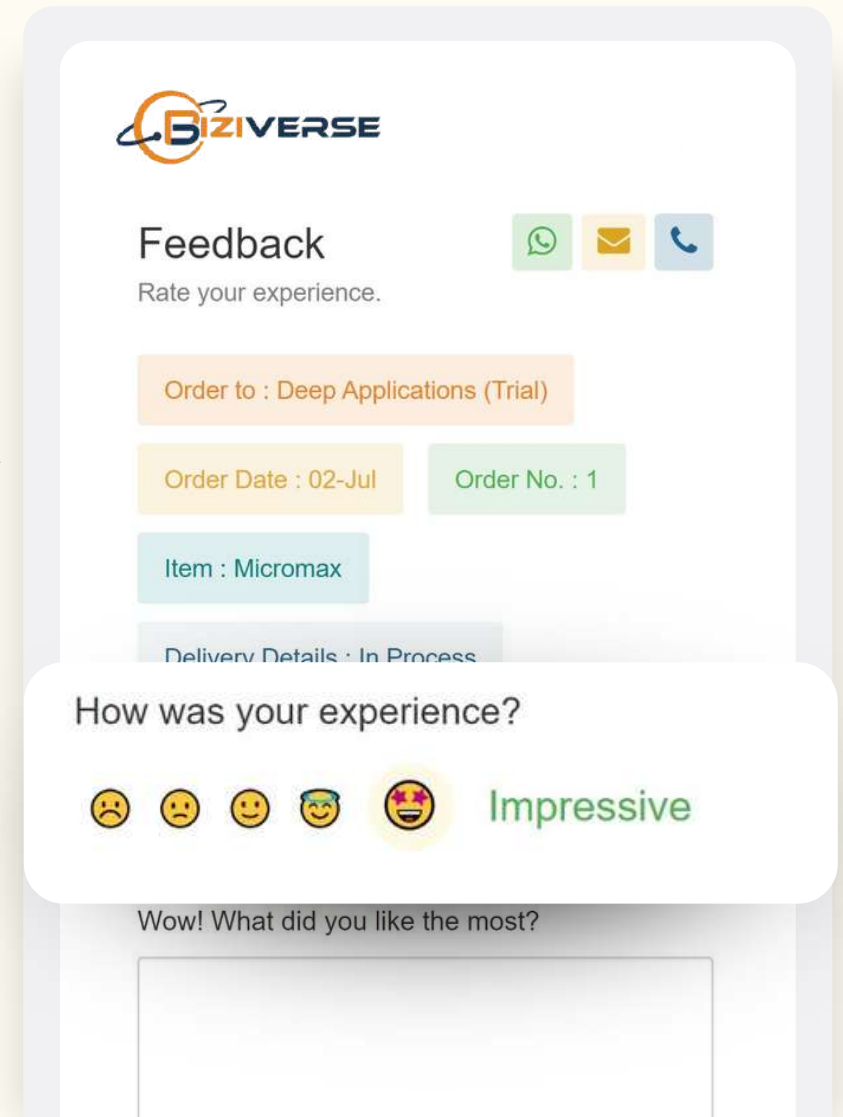 BIZIVERSE
Feedback
Rate your experience.
Order to : Deep Applications (Trial)
Order Date : 02-Jul Order No. : 1
Item : Micromax
Delivery Details : In Process
How was your experience?
Impressive
Wow! What did you like the most?